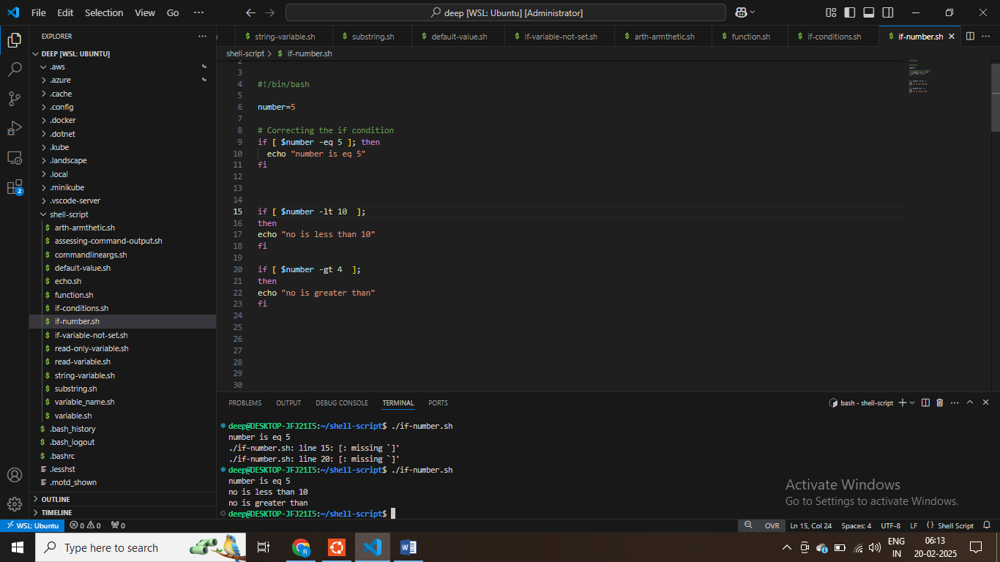 File Edit Selection View Go ···
deep [WSL: Ubuntu] [Administrator]
EXPLORER
string-variable.sh
substring.sh
default-value.sh
if-variable-not-set.sh
arth-armthetic.sh
function.sh
if-conditions.sh
if-number.sh
DEEP [WSL: UBUNTU]
.aws
.azure
.cache
.config
.docker
.dotnet
.kube
.landscape
.local
.minikube
.vscode-server
shell-script
arth-armthetic.sh
assessing-command-output.sh
commandlineargs.sh
default-value.sh
echo.sh
function.sh
if-conditions.sh
if-number.sh
if-variable-not-set.sh
read-only-variable.sh
read-variable.sh
string-variable.sh
substring.sh
variable_name.sh
variable.sh
.bash_history
.bash_logout
.bashrc
.lesshst
.motd_shown
OUTLINE
TIMELINE
2
shell-script > $ if-number.sh
2
3
4 #!/bin/bash
5
6 number=5
7
8 # Correcting the if condition
9 if [ $number -eq 5 ]; then
10 echo "number is eq 5"
11 fi
12
13
14
15 if [ $number -lt 10  ];
16 then
17 echo "no is less than 10"
18 fi
19
20 if [ $number -gt 4  ];
21 then
22 echo "no is greater than"
23 fi
24
25
26
27
28
29
30
PROBLEMS OUTPUT DEBUG CONSOLE TERMINAL PORTS
bash - shell-script
deep@DESKTOP-JFJ21I5:~/shell-script$ ./if-number.sh
number is eq 5
./if-number.sh: line 15: [: missing `]'
./if-number.sh: line 20: [: missing `]'
deep@DESKTOP-JFJ21I5:~/shell-script$ ./if-number.sh
number is eq 5
no is less than 10
no is greater than
deep@DESKTOP-JFJ21I5:~/shell-script$
Activate Windows
Go to Settings to activate Windows.
WSL: Ubuntu 0 0 0
OVR Ln 15, Col 24 Spaces: 4 UTF-8 LF {} Shell Script
Type here to search
ENG
IN
06:13
20-02-2025